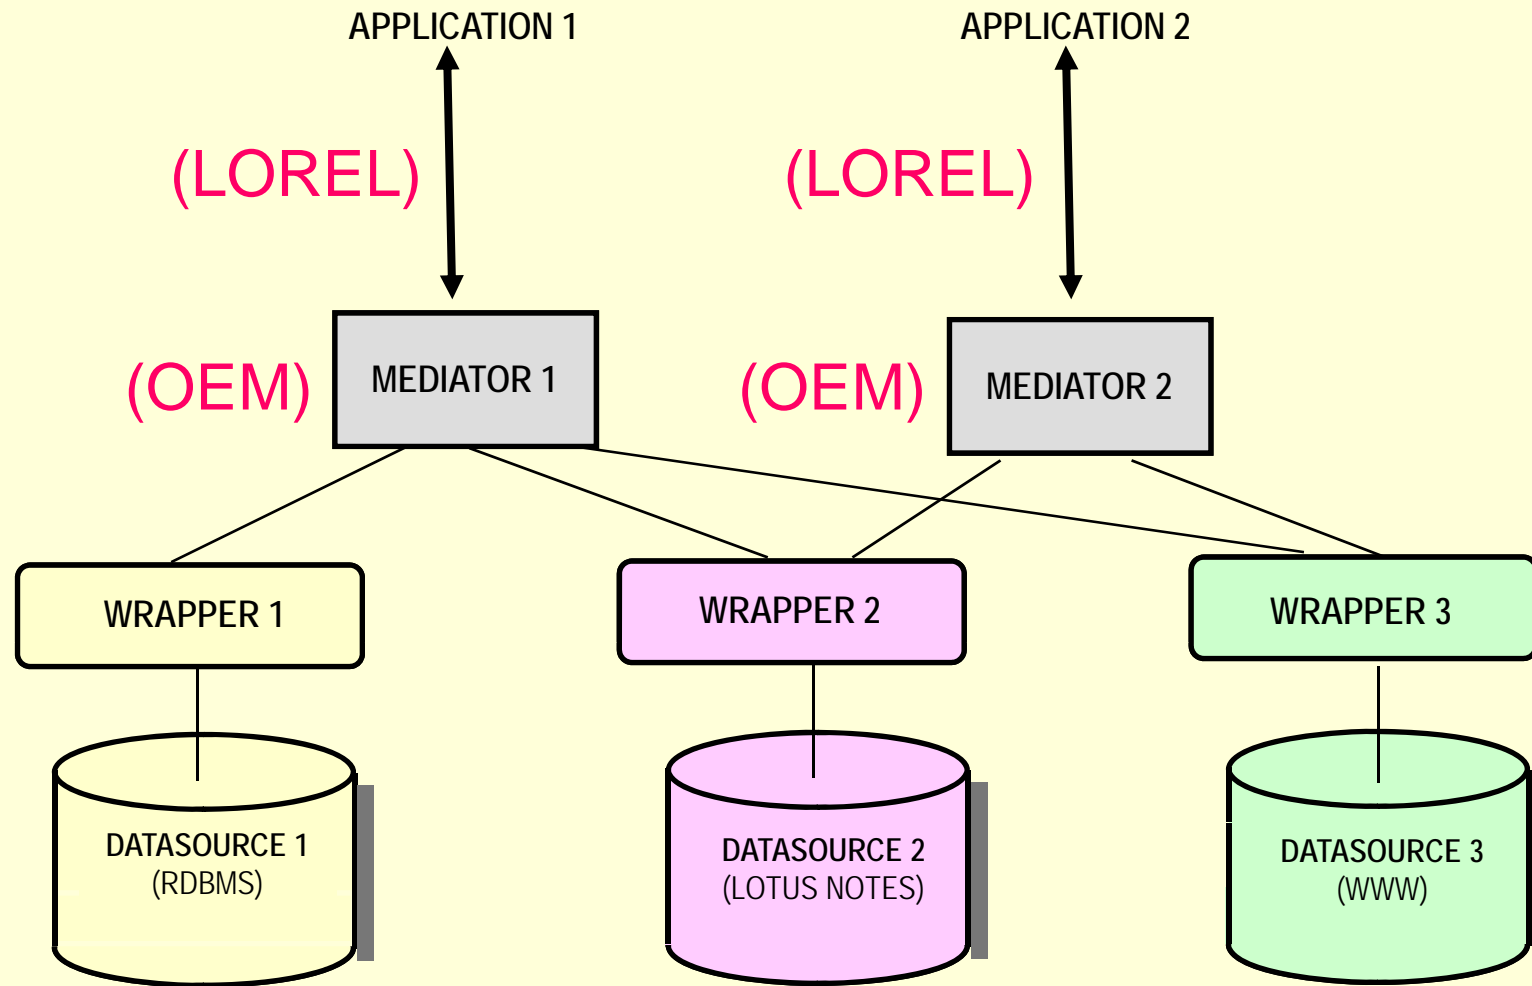 APPLICATION 1
APPLICATION 2
(LOREL)
(LOREL)
(OEM)
MEDIATOR 1
(OEM)
MEDIATOR 2
WRAPPER 1
WRAPPER 2
WRAPPER 3
DATASOURCE 1
(RDBMS)
DATASOURCE 2
(LOTUS NOTES)
DATASOURCE 3
(WWW)